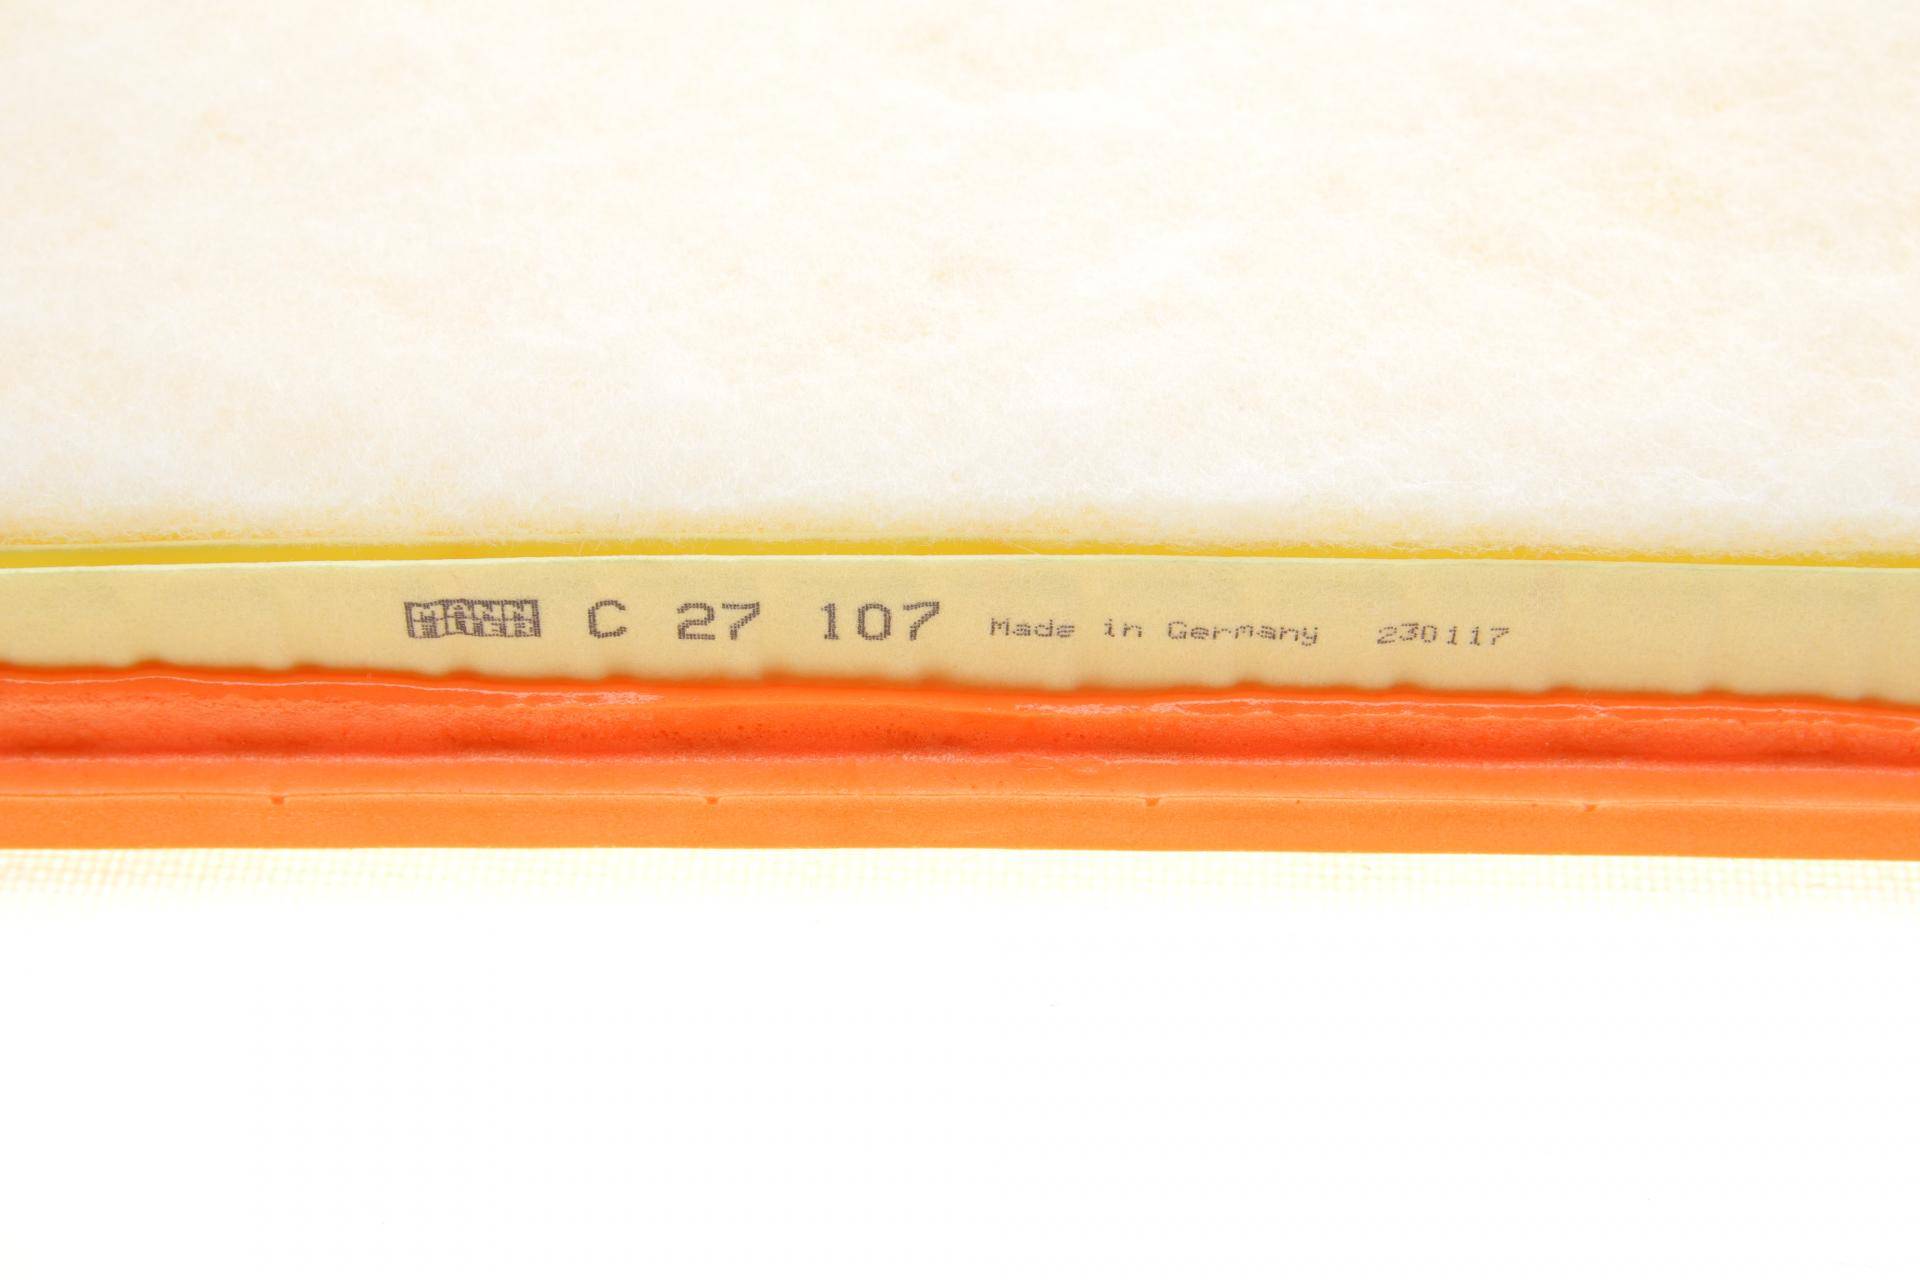 MANN FILTER C 27 107 Made in Germany 230117